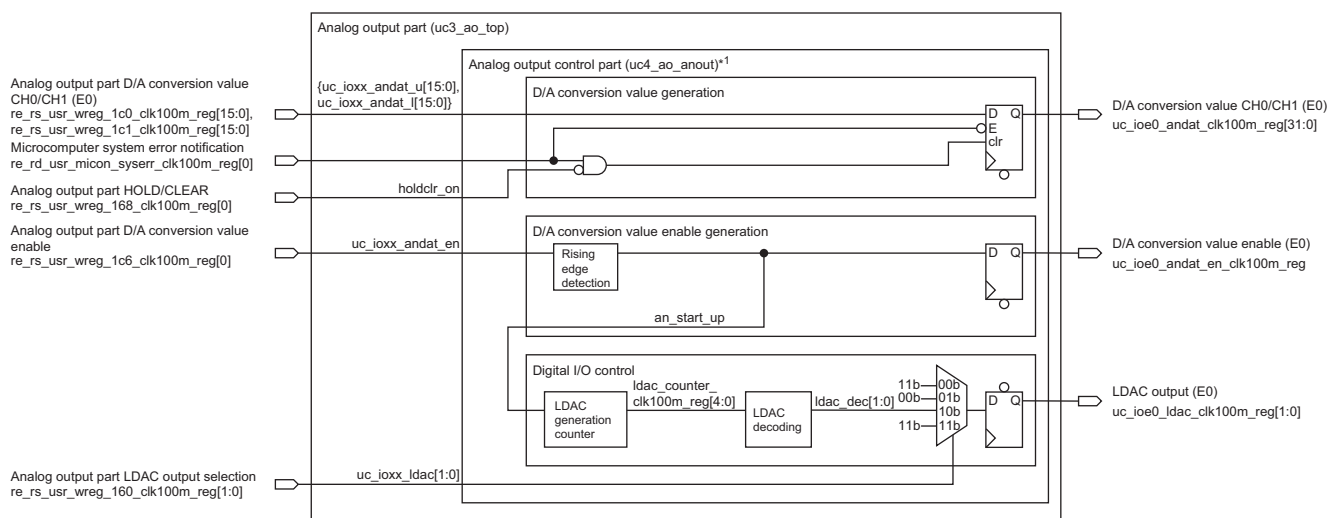 Analog output part (uc3_ao_top)
Analog output control part (uc4_ao_anout)*1
Analog output part D/A conversion value
CH0/CH1 (E0)
re_rs_usr_wreg_1c0_clk100m_reg[15:0],
re_rs_usr_wreg_1c1_clk100m_reg[15:0]
{uc_ioxx_andat_u[15:0],
uc_ioxx_andat_l[15:0]}
D/A conversion value generation
D Q
E
clr
D/A conversion value CH0/CH1 (E0)
uc_ioe0_andat_clk100m_reg[31:0]
Microcomputer system error notification
re_rd_usr_micon_syserr_clk100m_reg[0]
Analog output part HOLD/CLEAR
re_rs_usr_wreg_168_clk100m_reg[0]
holdclr_on
Analog output part D/A conversion value
enable
re_rs_usr_wreg_1c6_clk100m_reg[0]
uc_ioxx_andat_en
D/A conversion value enable generation
Rising
edge
detection
D Q
D/A conversion value enable (E0)
uc_ioe0_andat_en_clk100m_reg
an_start_up
Digital I/O control
LDAC
generation
counter
ldac_counter_
clk100m_reg[4:0]
LDAC
decoding
ldac_dec[1:0]
11b 00b
00b 01b
10b
11b 11b
D Q
LDAC output (E0)
uc_ioe0_ldac_clk100m_reg[1:0]
Analog output part LDAC output selection
re_rs_usr_wreg_160_clk100m_reg[1:0]
uc_ioxx_ldac[1:0]